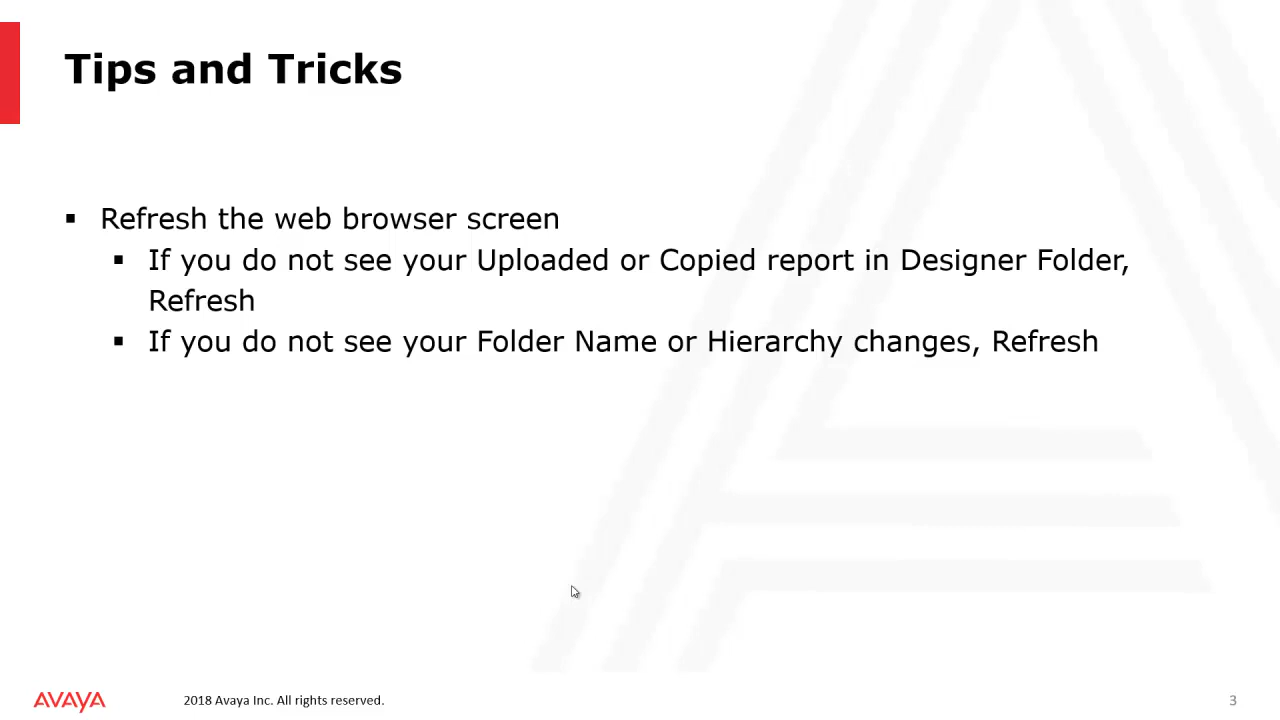 Tips and Tricks
▪ Refresh the web browser screen
▪ If you do not see your Uploaded or Copied report in Designer Folder,
Refresh
▪ If you do not see your Folder Name or Hierarchy changes, Refresh
AVAYA
2018 Avaya Inc. All rights reserved.
3